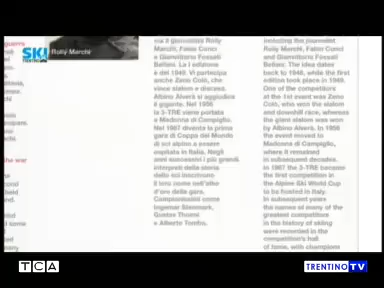 SKI
Rolly Marchi
guerra
the war
tra il giornalista Rolly
Marchi, Fabio Conci
e Gianvittorio Fossati
Bellani. La I edizione
è del 1949. Vi partecipa
anche Zeno Colò, che
vince slalom e discesa.
Albino Alverà si aggiudica
il gigante. Nel 1956
la 3-TRE viene portata
a Madonna di Campiglio.
Nel 1967 diventa la prima
gara di Coppa del Mondo
di sci alpino a essere
ospitata in Italia. Negli
anni successivi i più grandi
interpreti della storia
dello sci inscrivono
il loro nome nell'albo
d'oro della gara.
Campionissimi come
Ingemar Stenmark,
Gustav Thoeni
e Alberto Tomba.
including the journalist
Rolly Marchi, Fabio Conci
and Gianvittorio Fossati
Bellani. The idea dates
back to 1948, while the first
edition took place in 1949.
One of the competitors
at the 1st event was Zeno
Colò, who won the slalom
and downhill race, whereas
the giant slalom was won
by Albino Alverà. In 1956
the event moved to
Madonna di Campiglio,
where it remained
in subsequent decades.
In 1967 the 3-TRE became
the first competition in
the Alpine Ski World Cup
to be hosted in Italy.
In subsequent years
the names of many of the
greatest competitors
in the history of skiing
were recorded in the
competition's hall
of fame, with champions
TCA
TRENTINO TV